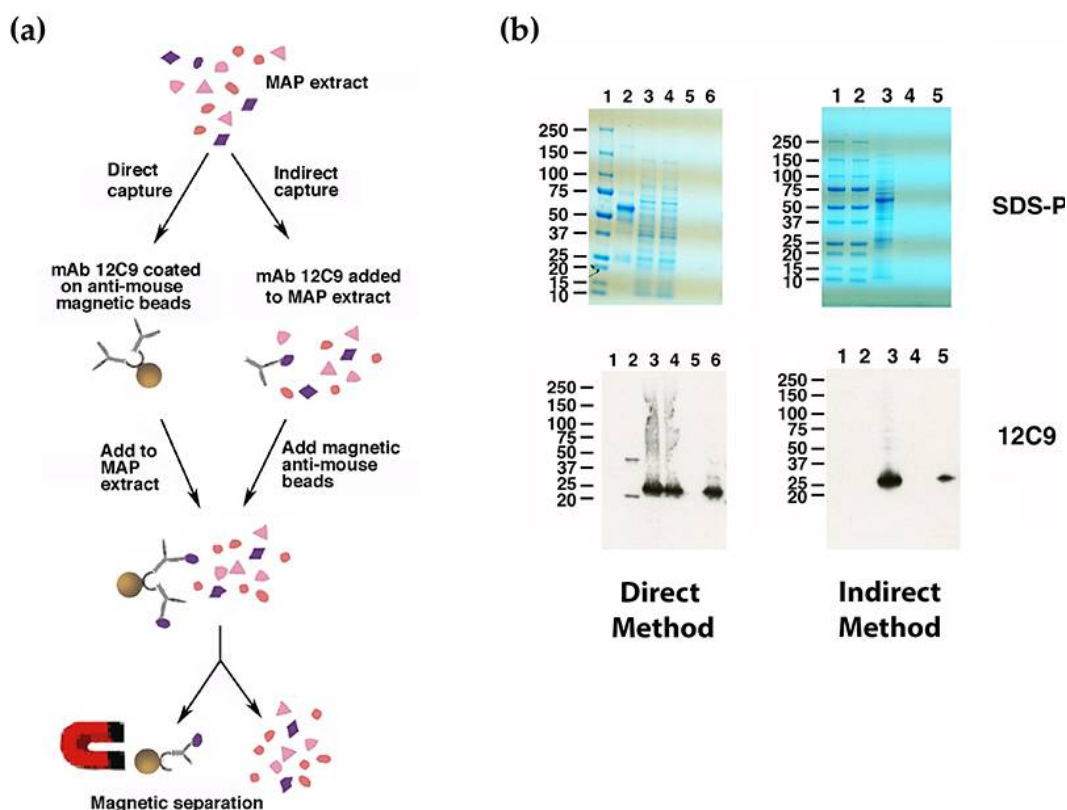 (a)
MAP extract
Direct
capture
Indirect
capture
mAb 12C9 coated
on anti-mouse
magnetic beads
mAb 12C9 added
to MAP extract
Add to
MAP
extract
Add magnetic
anti-mouse
beads
Magnetic separation
(b)
1 2 3 4 5 6
250
150
100
75
50
37
25
20
15
10
1 2 3 4 5
250
150
100
75
50
37
25
20
15
10
SDS-P
1 2 3 4 5 6
250
150
100
75
50
37
25
20
1 2 3 4 5
250
150
100
75
50
37
25
20
12C9
Direct
Method
Indirect
Method